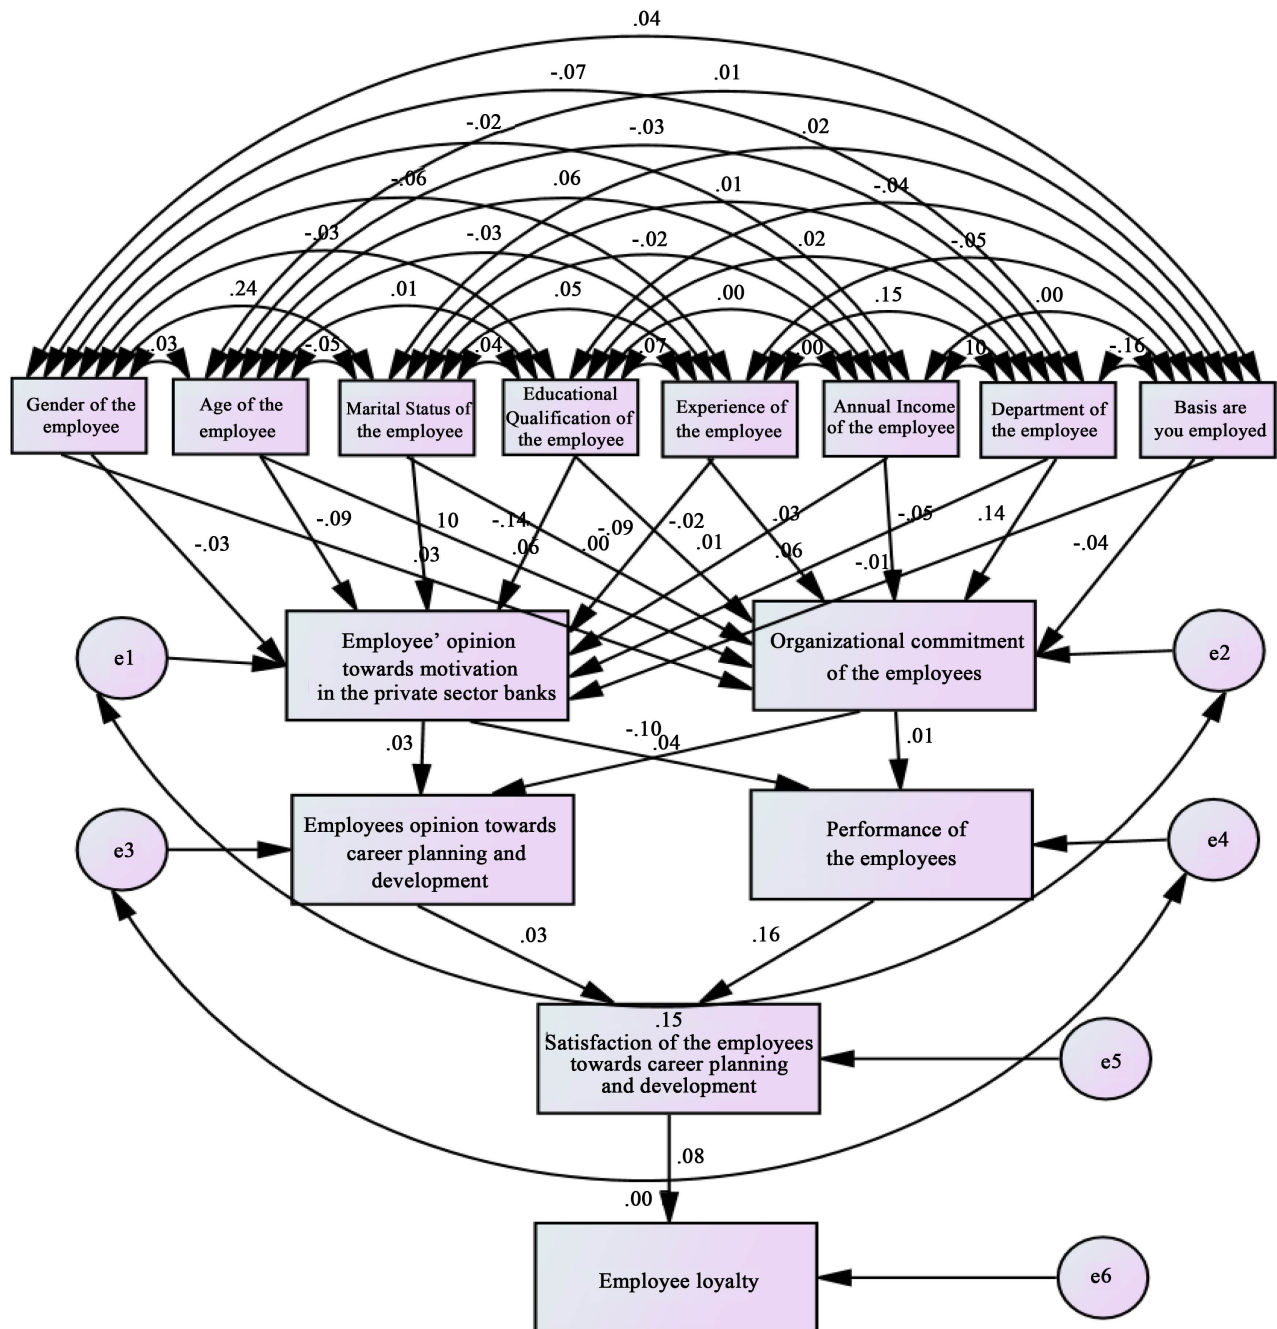 .04
-.07
.01
-.02
-.03
.02
-.06
.06
.01
-.04
-.03
-.03
-.02
.02
-.05
.24
.01
.05
.00
.15
.00
.03
-.05
.04
.07
.00
10
-.16
Gender of the
employee
Age of the
employee
Marital Status of
the employee
Educational
Qualification of
the employee
Experience of
the employee
Annual Income
of the employee
Department of
the employee
Basis are
you employed
-.03
-.09
.03
10
.06
-.14
.00
-.09
-.02
.01
.03
.06
-.05
-.01
.14
-.04
e1
Employee’ opinion
towards motivation
in the private sector banks
Organizational commitment
of the employees
e2
.03
-.10
.04
.01
e3
Employees opinion towards
career planning and
development
Performance of
the employees
e4
.03
.16
.15
Satisfaction of the employees
towards career planning
and development
e5
.08
.00
Employee loyalty
e6